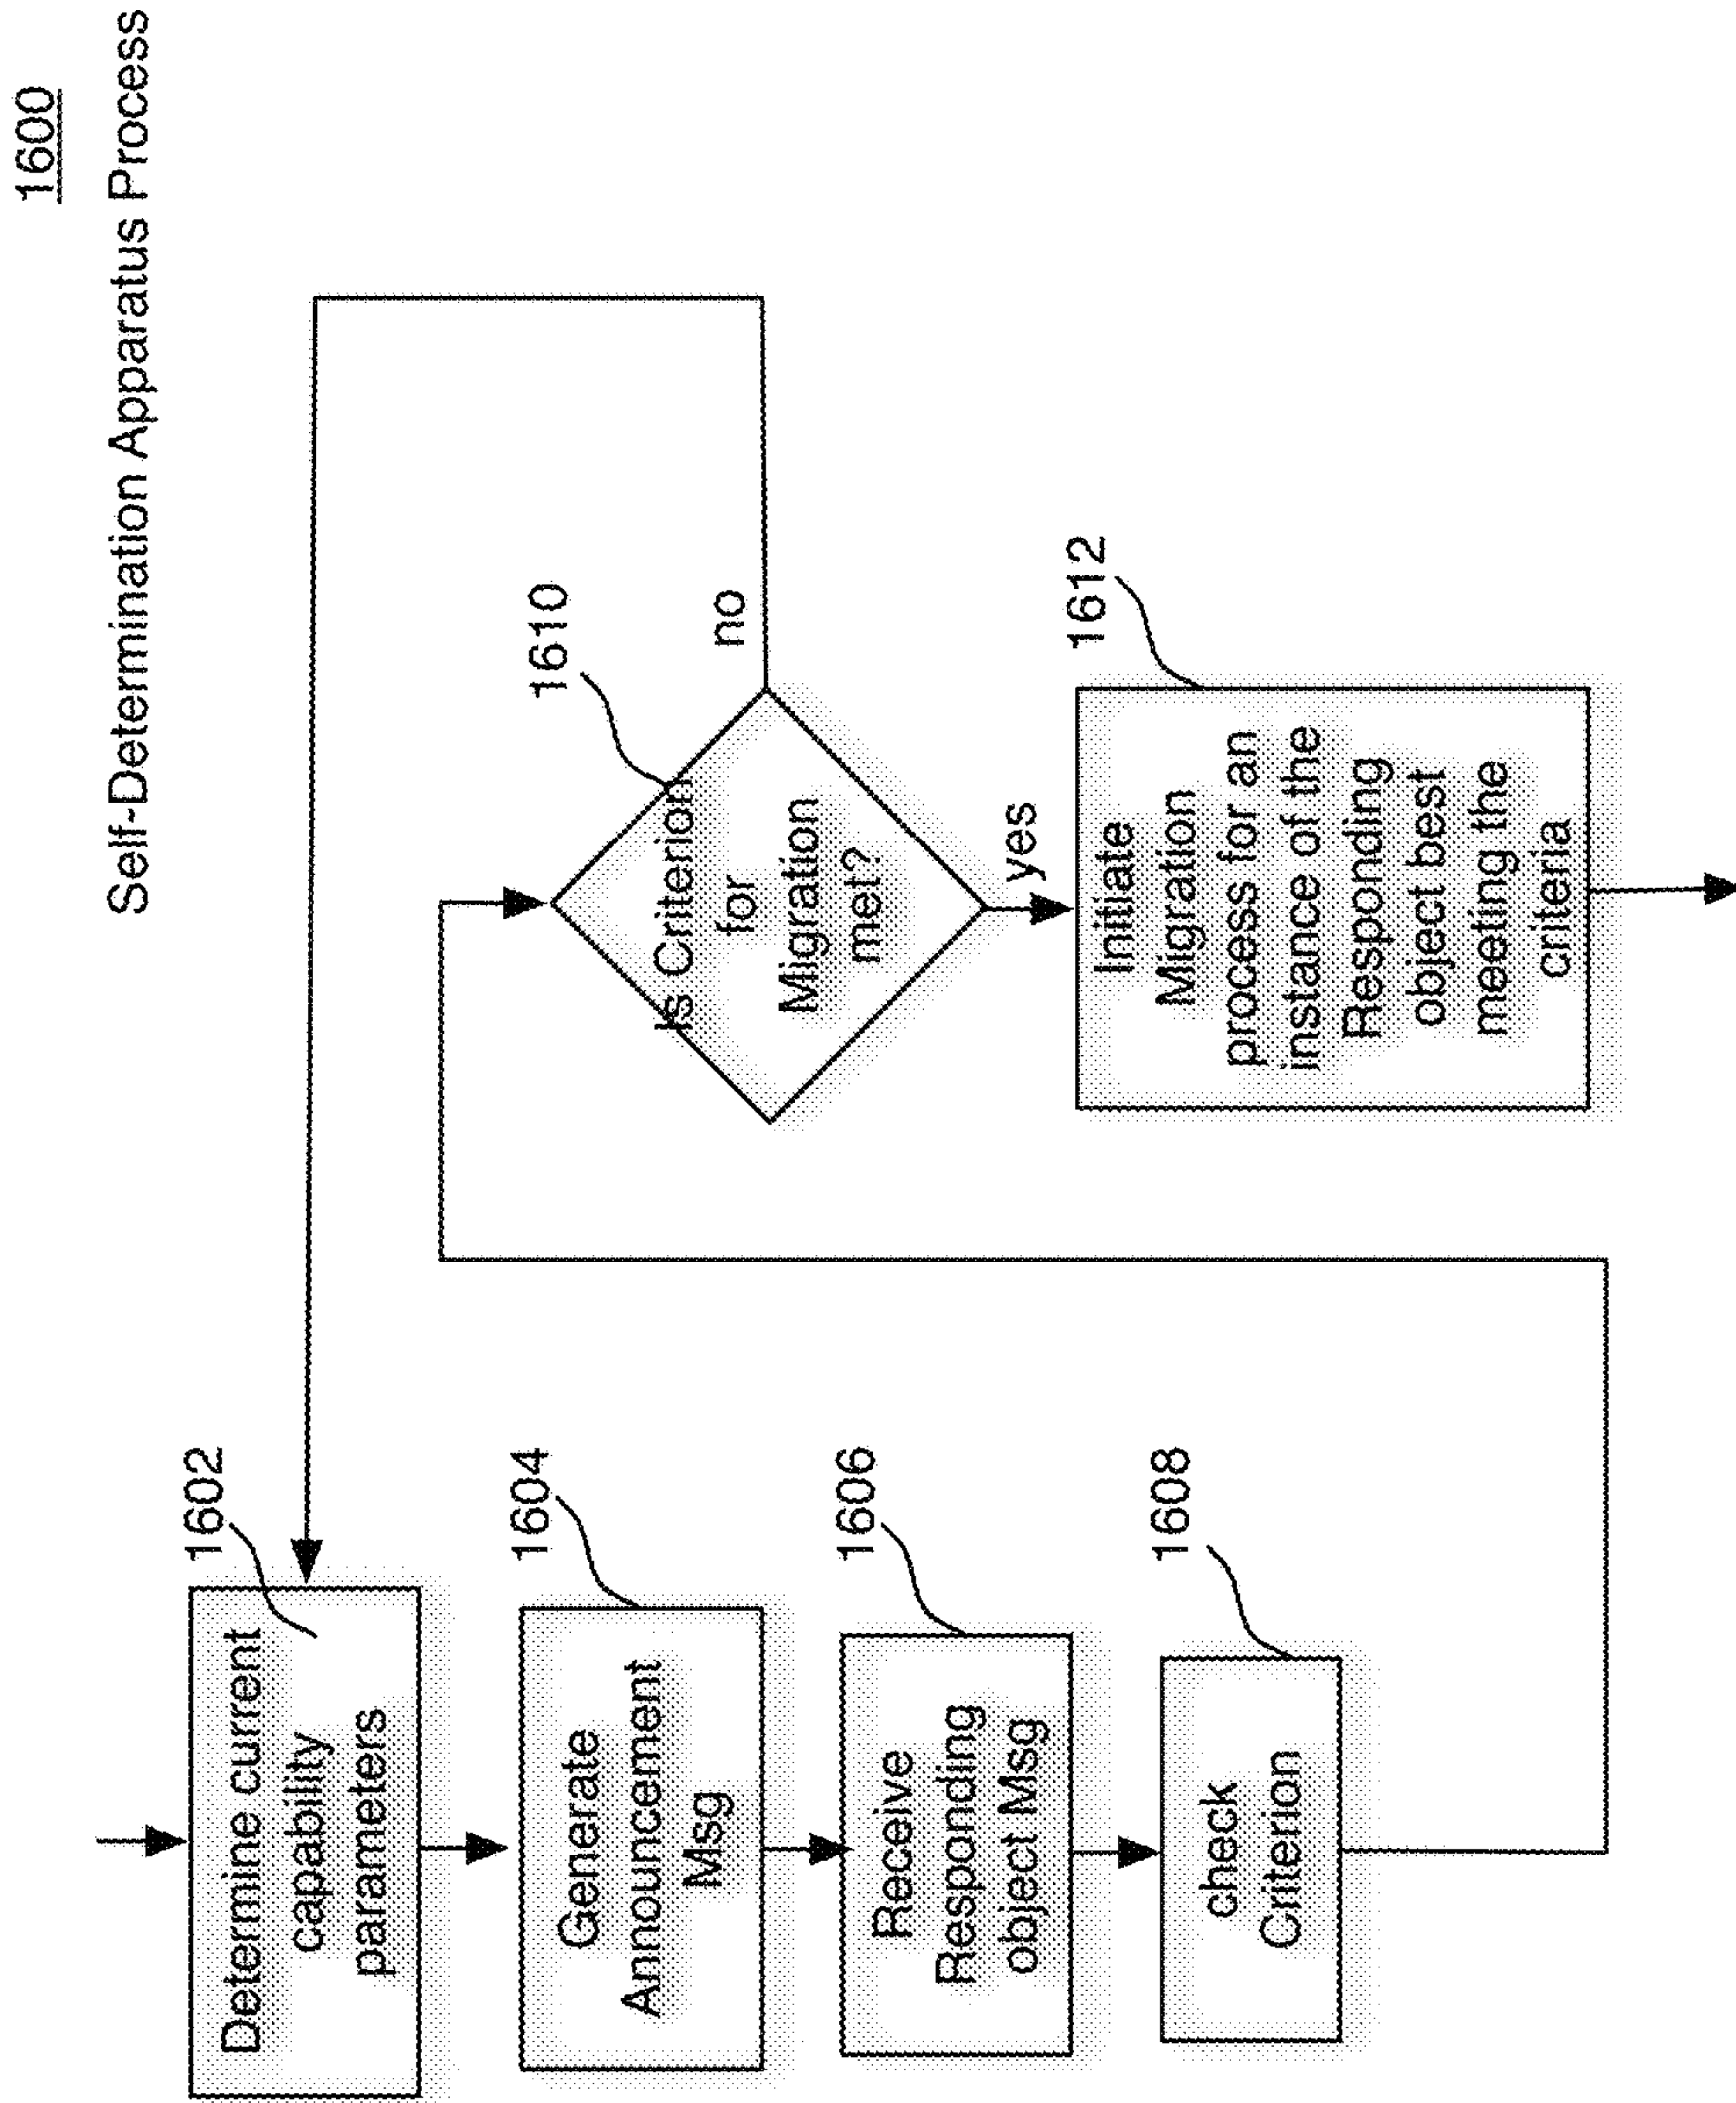 1600
Self-Determination Apparatus Process
1602
Determine current
capability
parameters
1604
Generate
Announcement
Msg
1606
Receive
Responding
object Msg
1608
check
Criterion
1610
Is Criterion
for
Migration
met?
no
yes
1612
Initiate
Migration
process for an
instance of the
Responding
object best
meeting the
criteria